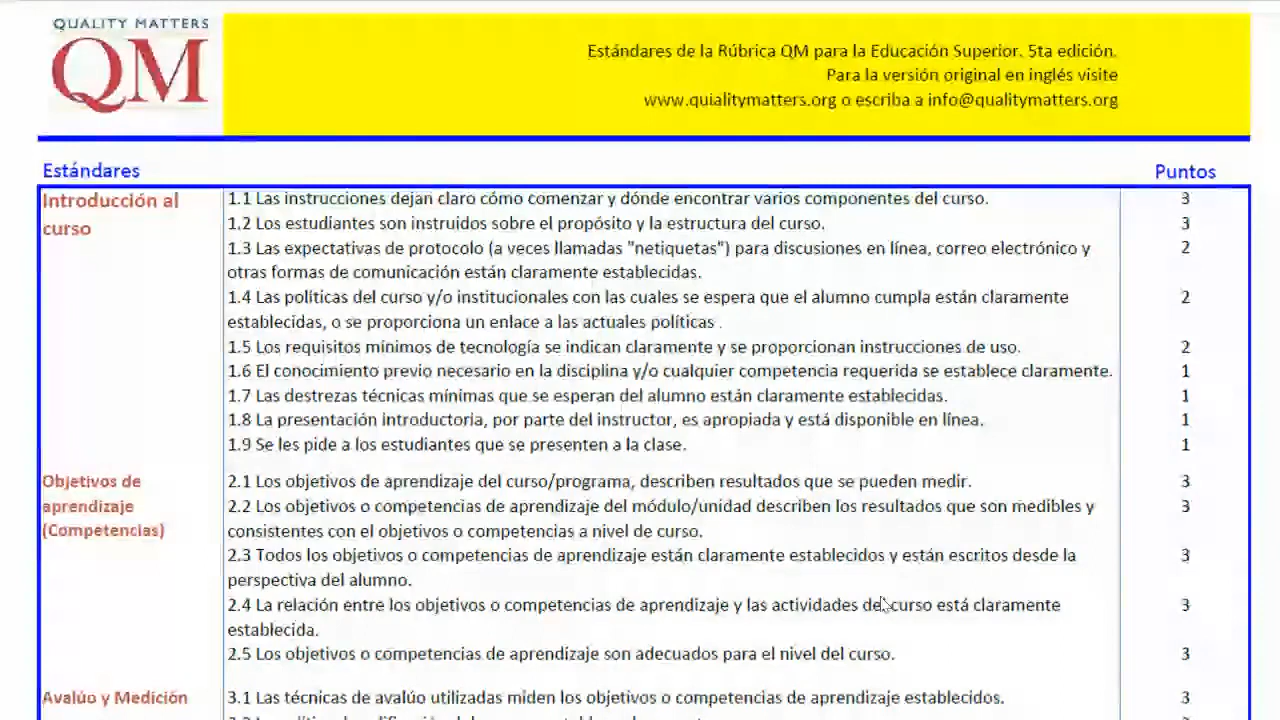 QUALITY MATTERS
QM
Estándares de la Rúbrica QM para la Educación Superior. 5ta edición.
Para la versión original en inglés visite
www.quialitymatters.org o escriba a info@qualitymatters.org
Estándares Puntos
Introducción al curso
1.1 Las instrucciones dejan claro cómo comenzar y dónde encontrar varios componentes del curso. 3
1.2 Los estudiantes son instruidos sobre el propósito y la estructura del curso. 3
1.3 Las expectativas de protocolo (a veces llamadas "netiquetas") para discusiones en línea, correo electrónico y 2
otras formas de comunicación están claramente establecidas.
1.4 Las políticas del curso y/o institucionales con las cuales se espera que el alumno cumpla están claramente 2
establecidas, o se proporciona un enlace a las actuales políticas .
1.5 Los requisitos mínimos de tecnología se indican claramente y se proporcionan instrucciones de uso. 2
1.6 El conocimiento previo necesario en la disciplina y/o cualquier competencia requerida se establece claramente. 1
1.7 Las destrezas técnicas mínimas que se esperan del alumno están claramente establecidas. 1
1.8 La presentación introductoria, por parte del instructor, es apropiada y está disponible en línea. 1
1.9 Se les pide a los estudiantes que se presenten a la clase. 1
Objetivos de aprendizaje (Competencias)
2.1 Los objetivos de aprendizaje del curso/programa, describen resultados que se pueden medir. 3
2.2 Los objetivos o competencias de aprendizaje del módulo/unidad describen los resultados que son medibles y 3
consistentes con el objetivos o competencias a nivel de curso.
2.3 Todos los objetivos o competencias de aprendizaje están claramente establecidos y están escritos desde la 3
perspectiva del alumno.
2.4 La relación entre los objetivos o competencias de aprendizaje y las actividades del curso está claramente 3
establecida.
2.5 Los objetivos o competencias de aprendizaje son adecuados para el nivel del curso. 3
Avalúo y Medición
3.1 Las técnicas de avalúo utilizadas miden los objetivos o competencias de aprendizaje establecidos. 3